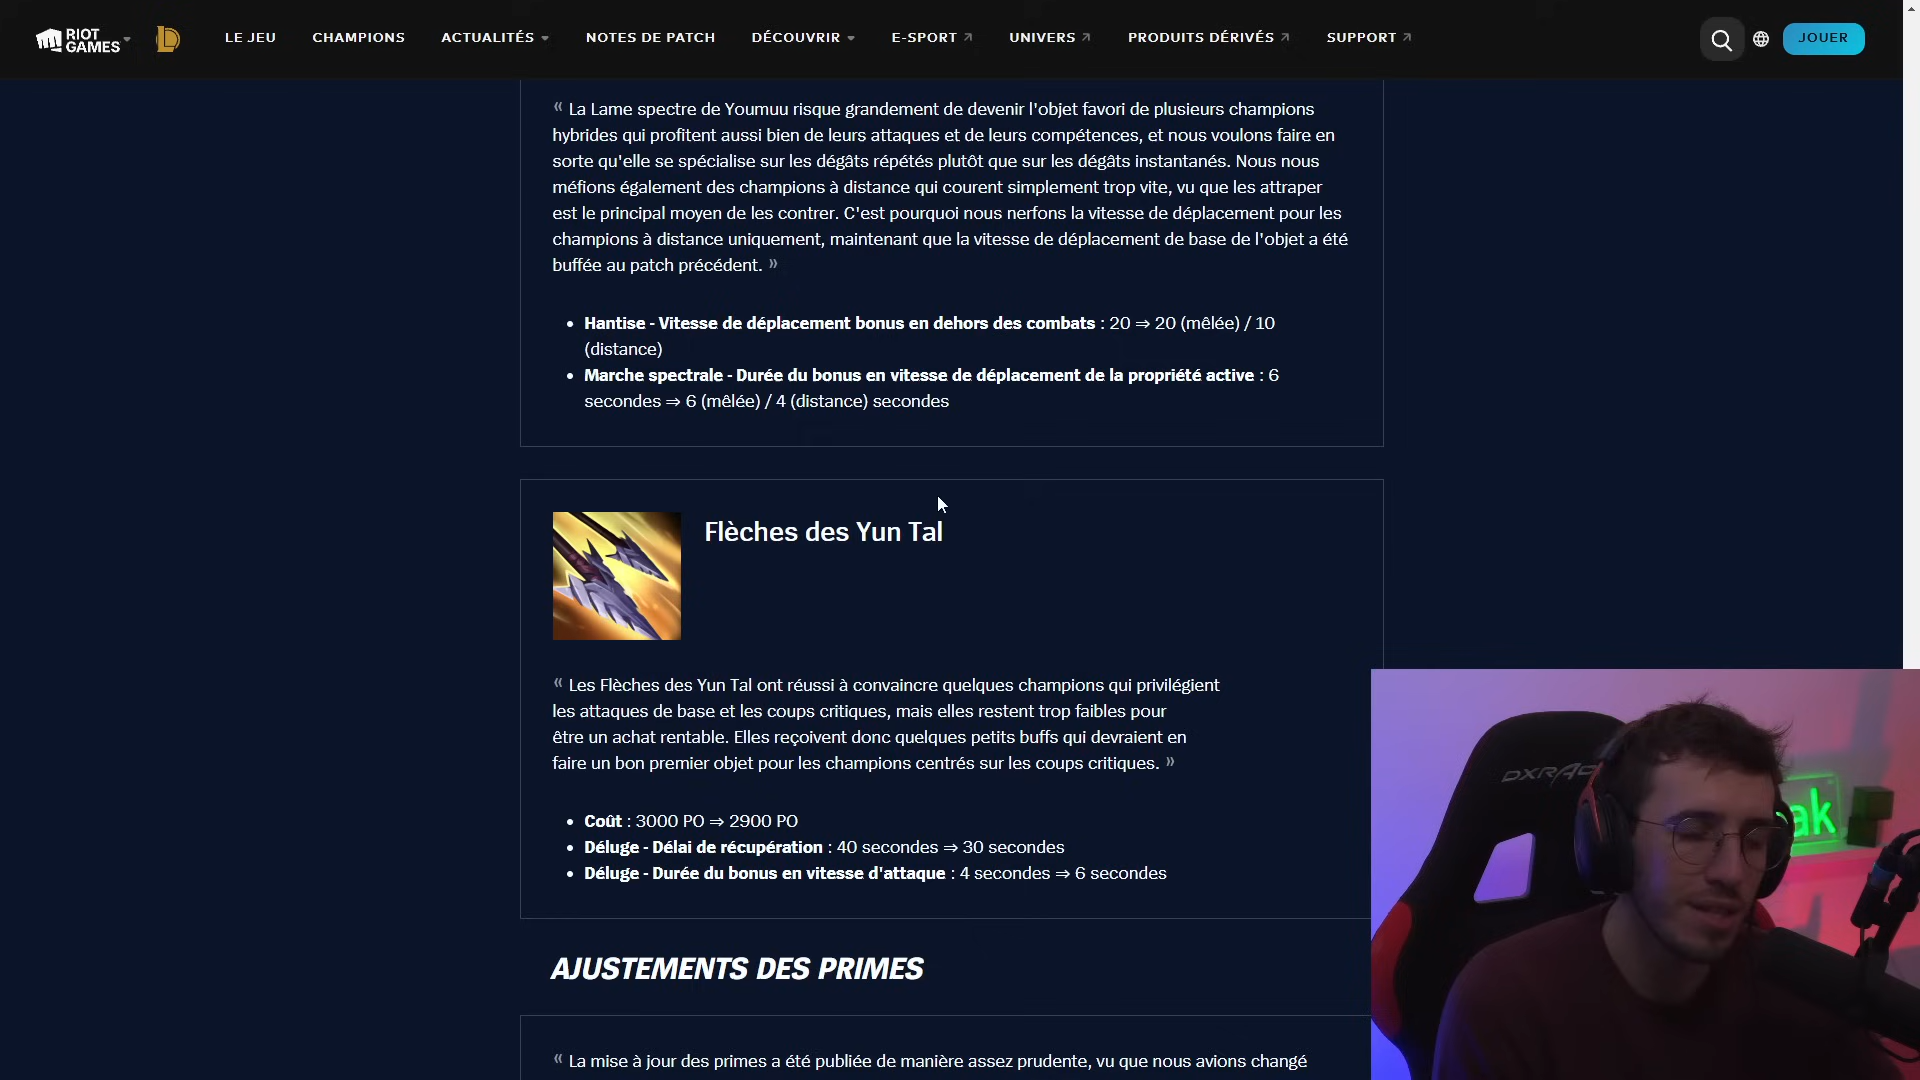 RIOT GAMES
LE JEU
CHAMPIONS
ACTUALITÉS
NOTES DE PATCH
DÉCOUVRIR
E-SPORT
UNIVERS
PRODUITS DÉRIVÉS
SUPPORT
JOUER
« La Lame spectre de Youmuu risque grandement de devenir l'objet favori de plusieurs champions
hybrides qui profitent aussi bien de leurs attaques et de leurs compétences, et nous voulons faire en
sorte qu'elle se spécialise sur les dégâts répétés plutôt que sur les dégâts instantanés. Nous nous
méfions également des champions à distance qui courent simplement trop vite, vu que les attraper
est le principal moyen de les contrer. C'est pourquoi nous nerfons la vitesse de déplacement pour les
champions à distance uniquement, maintenant que la vitesse de déplacement de base de l'objet a été
buffée au patch précédent. »
• Hantise - Vitesse de déplacement bonus en dehors des combats : 20 ⇒ 20 (mêlée) / 10
(distance)
• Marche spectrale - Durée du bonus en vitesse de déplacement de la propriété active : 6
secondes ⇒ 6 (mêlée) / 4 (distance) secondes
Flèches des Yun Tal
« Les Flèches des Yun Tal ont réussi à convaincre quelques champions qui privilégient
les attaques de base et les coups critiques, mais elles restent trop faibles pour
être un achat rentable. Elles reçoivent donc quelques petits buffs qui devraient en
faire un bon premier objet pour les champions centrés sur les coups critiques. »
• Coût : 3000 PO ⇒ 2900 PO
• Déluge - Délai de récupération : 40 secondes ⇒ 30 secondes
• Déluge - Durée du bonus en vitesse d'attaque : 4 secondes ⇒ 6 secondes
AJUSTEMENTS DES PRIMES
« La mise à jour des primes a été publiée de manière assez prudente, vu que nous avions changé